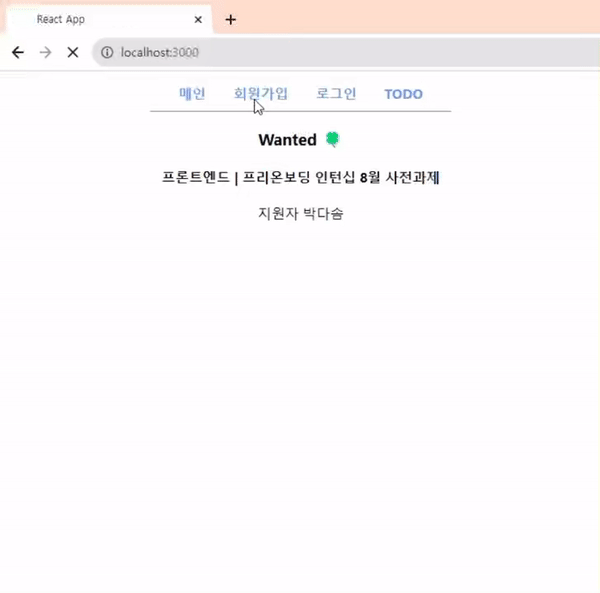 React App
localhost:3000
메인 회원가입 로그인 TODO
Wanted 🍀
프론트엔드 | 프리온보딩 인턴십 8월 사전과제
지원자 박다솜